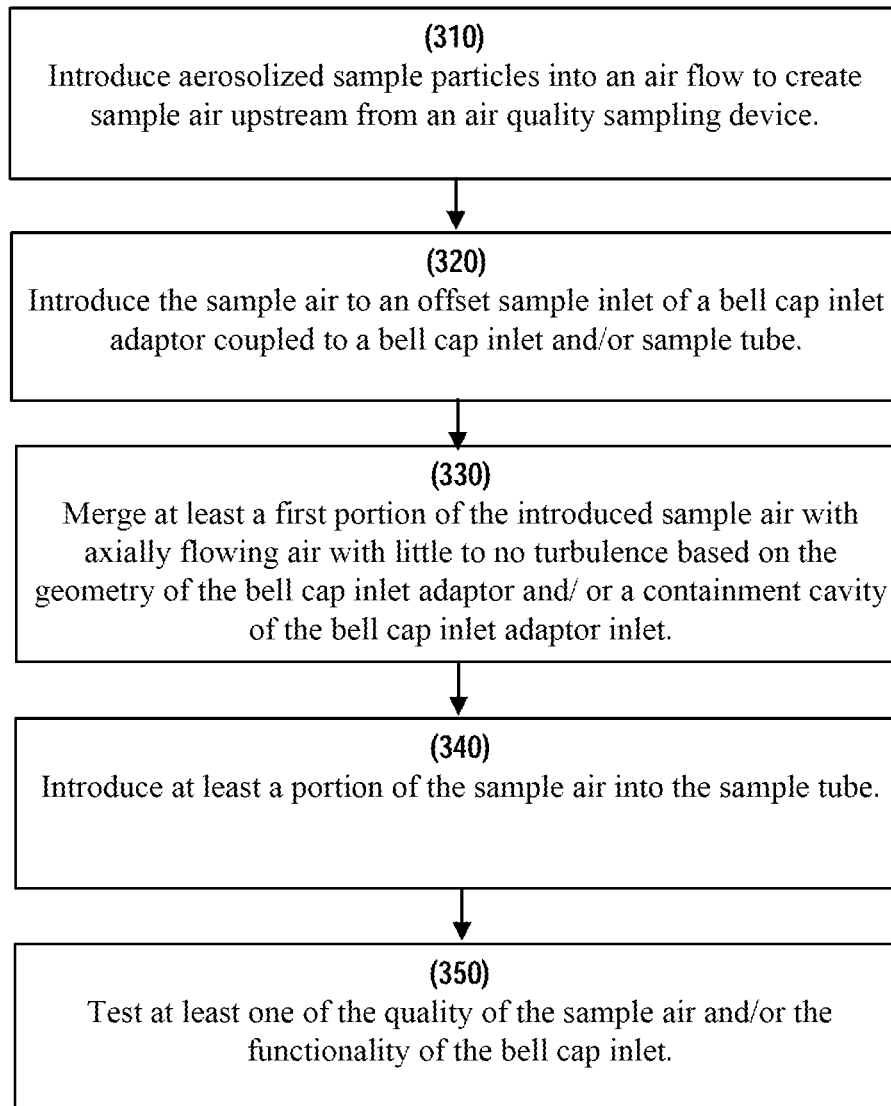 (310)
Introduce aerosolized sample particles into an air flow to create
sample air upstream from an air quality sampling device.
(320)
Introduce the sample air to an offset sample inlet of a bell cap inlet
adaptor coupled to a bell cap inlet and/or sample tube.
(330)
Merge at least a first portion of the introduced sample air with
axially flowing air with little to no turbulence based on the
geometry of the bell cap inlet adaptor and/ or a containment cavity
of the bell cap inlet adaptor inlet.
(340)
Introduce at least a portion of the sample air into the sample tube.
(350)
Test at least one of the quality of the sample air and/or the
functionality of the bell cap inlet.